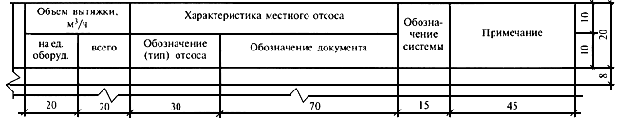 Объем вытяжки, м³/ч
Характеристика местного отсоса
Обозна-
чение
системы
Примечание
на ед.
оборуд.
всего
Обозначение
(тип) отсоса
Обозначение документа
10
10
20
8
20
20
30
70
15
45